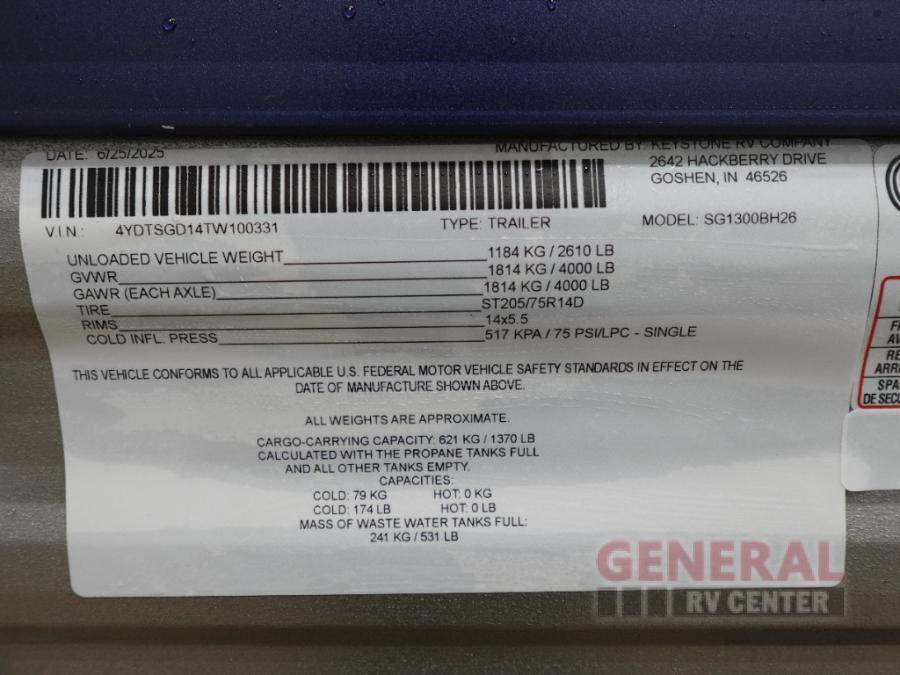 DATE: 6/25/2025
MANUFACTURED BY: KEYSTONE RV COMPANY
2642 HACKBERRY DRIVE
GOSHEN, IN 46526
V.I.N.: 4YDTSGD14TW100331 TYPE: TRAILER MODEL: SG1300BH26
UNLOADED VEHICLE WEIGHT 1184 KG / 2610 LB
GVWR 1814 KG / 4000 LB
GAWR (EACH AXLE) 1814 KG / 4000 LB
TIRE ST205/75R14D
RIMS 14x5.5
COLD INFL. PRESS 517 KPA / 75 PSI/LPC - SINGLE
THIS VEHICLE CONFORMS TO ALL APPLICABLE U.S. FEDERAL MOTOR VEHICLE SAFETY STANDARDS IN EFFECT ON THE
DATE OF MANUFACTURE SHOWN ABOVE.
ALL WEIGHTS ARE APPROXIMATE.
CARGO-CARRYING CAPACITY: 621 KG / 1370 LB
CALCULATED WITH THE PROPANE TANKS FULL
AND ALL OTHER TANKS EMPTY.
CAPACITIES:
COLD: 79 KG HOT: 0 KG
COLD: 174 LB HOT: 0 LB
MASS OF WASTE WATER TANKS FULL:
241 KG / 531 LB
GENERAL
RV CENTER